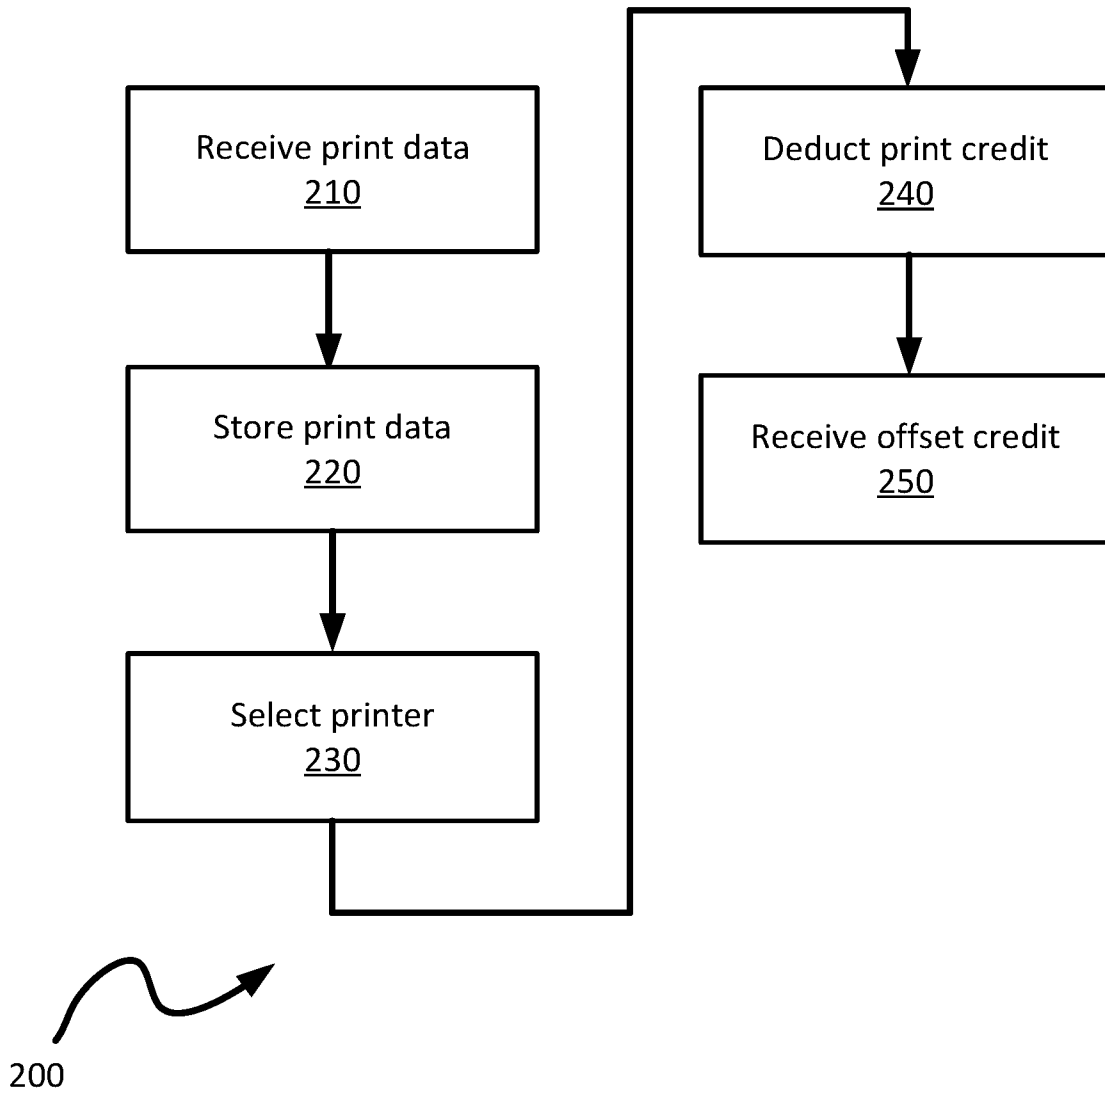 Receive print data
210
Store print data
220
Select printer
230
Deduct print credit
240
Receive offset credit
250
200